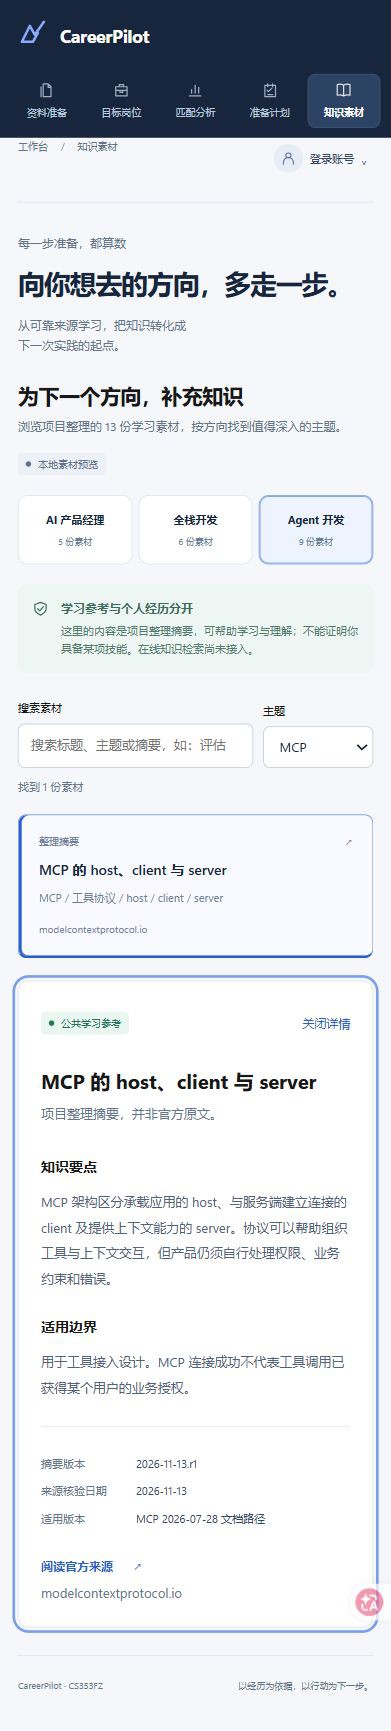 CareerPilot
资料准备
目标岗位
匹配分析
准备计划
知识素材
工作台 / 知识素材
登录账号
每一步准备，都算数
向你想去的方向，多走一步。
从可靠来源学习，把知识转化成
下一次实践的起点。
为下一个方向，补充知识
浏览项目整理的 13 份学习素材，按方向找到值得深入的主题。
本地素材预览
AI 产品经理
5 份素材
全栈开发
6 份素材
Agent 开发
9 份素材
学习参考与个人经历分开
这里的内容是项目整理摘要，可帮助学习与理解；不能证明你
具备某项技能。在线知识检索尚未接入。
搜索素材
主题
搜索标题、主题或摘要，如：评估
MCP
找到 1 份素材
整理摘要 ↗
MCP 的 host、client 与 server
MCP / 工具协议 / host / client / server
modelcontextprotocol.io
公共学习参考
关闭详情
MCP 的 host、client 与 server
项目整理摘要，并非官方原文。
知识要点
MCP 架构区分承载应用的 host、与服务端建立连接的
client 及提供上下文能力的 server。协议可以帮助组织
工具与上下文交互，但产品仍须自行处理权限、业务
约束和错误。
适用边界
用于工具接入设计。MCP 连接成功不代表工具调用已
获得某个用户的业务授权。
摘要版本 2026-11-13.r1
来源核验日期 2026-11-13
适用版本 MCP 2026-07-28 文档路径
阅读官方来源 ↗
modelcontextprotocol.io
CareerPilot · CS353FZ
以经历为依据，以行动为下一步。